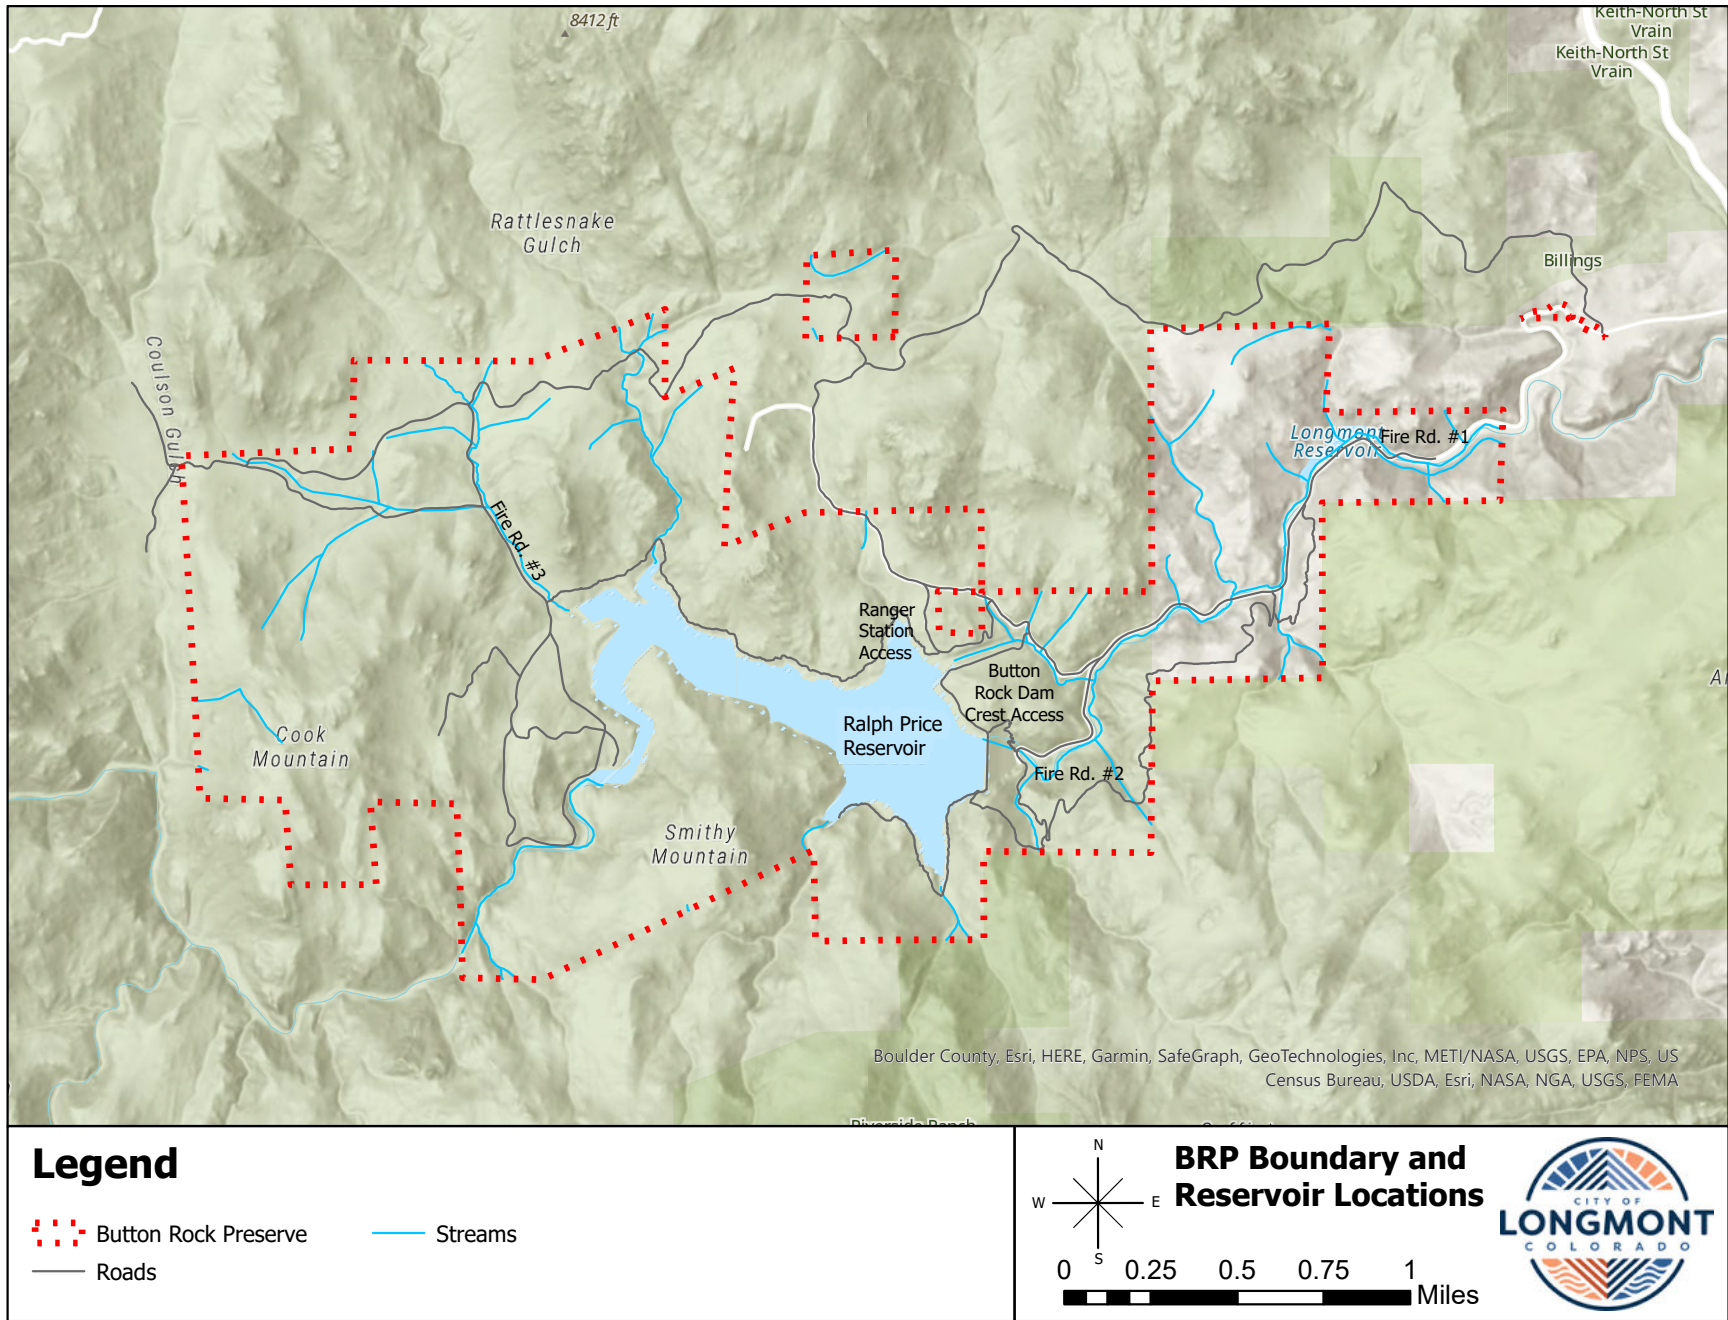 8412 ft
Keith-North St
Vrain
Keith-North St
Vrain
Rattlesnake
Gulch
Billings
Coulson Gulch
Longmont
Reservoir
Fire Rd. #1
Fire Rd. #3
Ranger
Station
Access
Button
Rock Dam
Crest Access
Ralph Price
Reservoir
Fire Rd. #2
Cook
Mountain
Smithy
Mountain
Boulder County, Esri, HERE, Garmin, SafeGraph, GeoTechnologies, Inc, METI/NASA, USGS, EPA, NPS, US
Census Bureau, USDA, Esri, NASA, NGA, USGS, FEMA
Riverside Ranch
Legend
Button Rock Preserve
Streams
Roads
N
W
E
S
BRP Boundary and
Reservoir Locations
0 0.25 0.5 0.75 1
Miles
CITY OF
LONGMONT
COLORADO